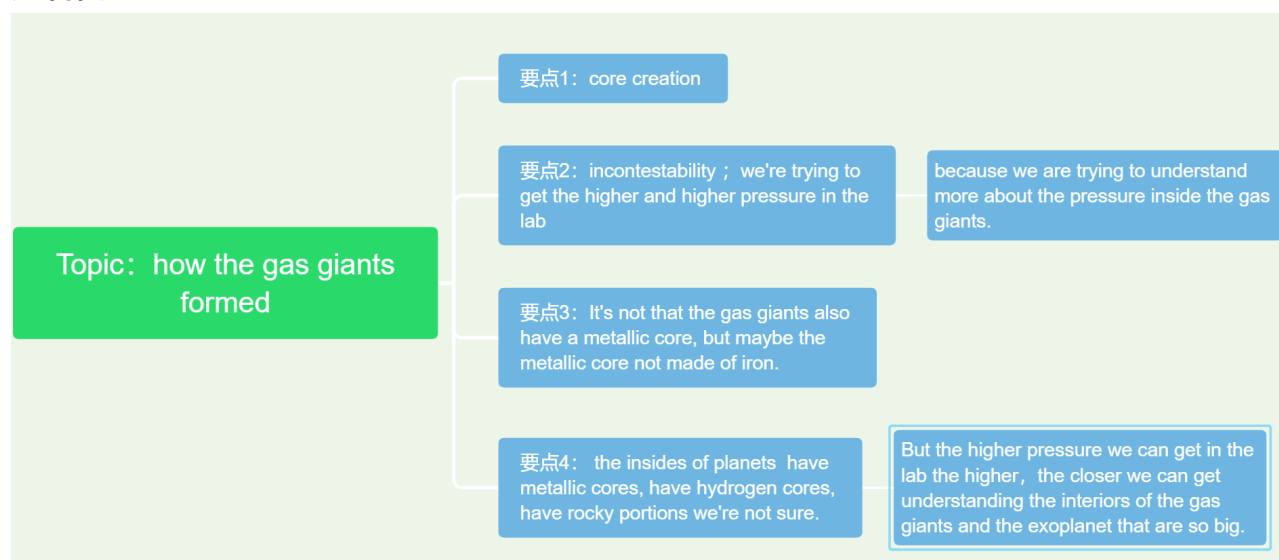 要点1：core creation
要点2：incontestability；we're trying to
get the higher and higher pressure in the
lab
because we are trying to understand
more about the pressure inside the gas
giants.
Topic：how the gas giants
formed
要点3：It's not that the gas giants also
have a metallic core, but maybe the
metallic core not made of iron.
要点4： the insides of planets  have
metallic cores, have hydrogen cores,
have rocky portions we're not sure.
But the higher pressure we can get in the
lab the higher，the closer we can get
understanding the interiors of the gas
giants and the exoplanet that are so big.